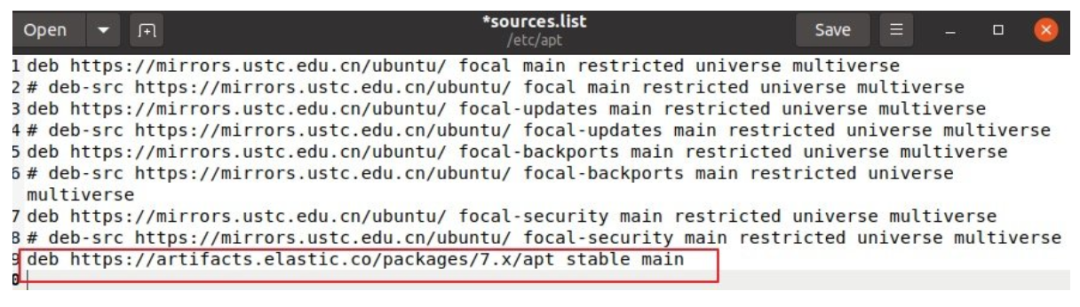 Open
*sources.list
/etc/apt
Save
1 deb https://mirrors.ustc.edu.cn/ubuntu/ focal main restricted universe multiverse
2 # deb-src https://mirrors.ustc.edu.cn/ubuntu/ focal main restricted universe multiverse
3 deb https://mirrors.ustc.edu.cn/ubuntu/ focal-updates main restricted universe multiverse
4 # deb-src https://mirrors.ustc.edu.cn/ubuntu/ focal-updates main restricted universe multiverse
5 deb https://mirrors.ustc.edu.cn/ubuntu/ focal-backports main restricted universe multiverse
6 # deb-src https://mirrors.ustc.edu.cn/ubuntu/ focal-backports main restricted universe
multiverse
7 deb https://mirrors.ustc.edu.cn/ubuntu/ focal-security main restricted universe multiverse
8 # deb-src https://mirrors.ustc.edu.cn/ubuntu/ focal-security main restricted universe multiverse
9 deb https://artifacts.elastic.co/packages/7.x/apt stable main
0